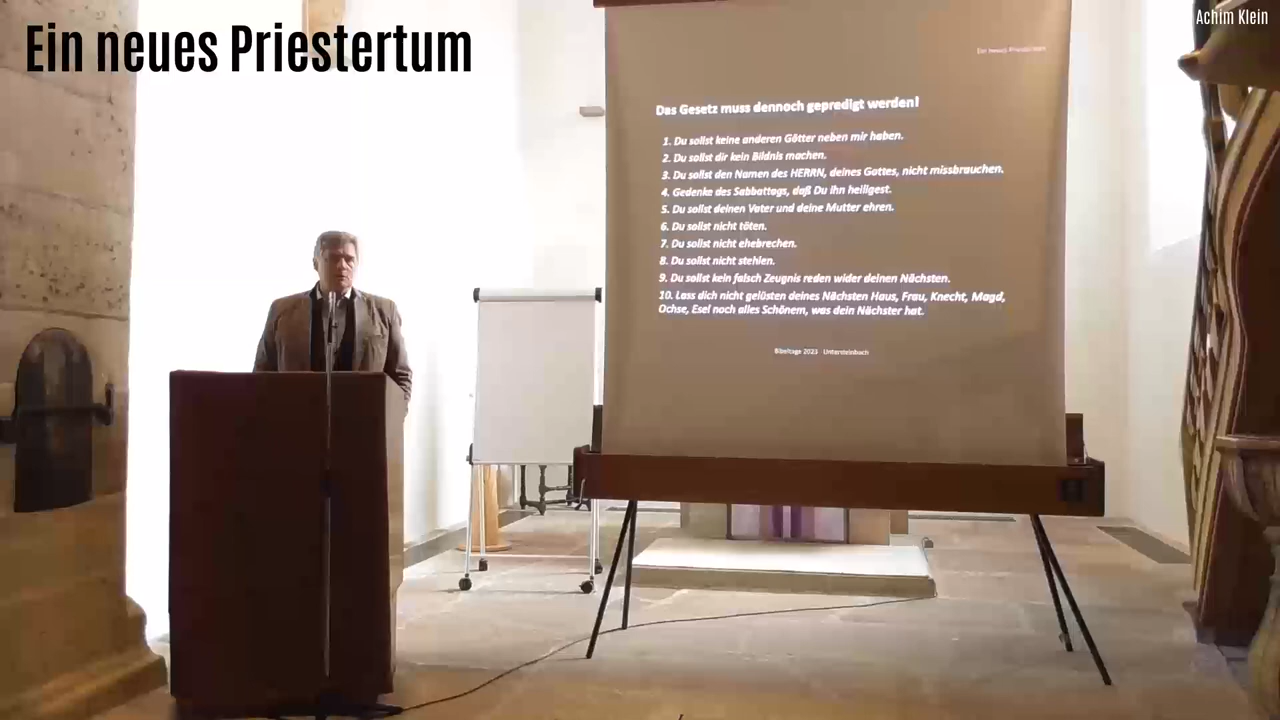 Ein neues Priestertum
Achim Klein
Ein neues Priestertum
Das Gesetz muss dennoch gepredigt werden!
1. Du sollst keine anderen Götter neben mir haben.
2. Du sollst dir kein Bildnis machen.
3. Du sollst den Namen des HERRN, deines Gottes, nicht missbrauchen.
4. Gedenke des Sabbattags, daß Du ihn heiligest.
5. Du sollst deinen Vater und deine Mutter ehren.
6. Du sollst nicht töten.
7. Du sollst nicht ehebrechen.
8. Du sollst nicht stehlen.
9. Du sollst kein falsch Zeugnis reden wider deinen Nächsten.
10. Lass dich nicht gelüsten deines Nächsten Haus, Frau, Knecht, Magd,
Ochse, Esel noch alles Schönem, was dein Nächster hat.
Bibeltage 2023 Untersteinbach